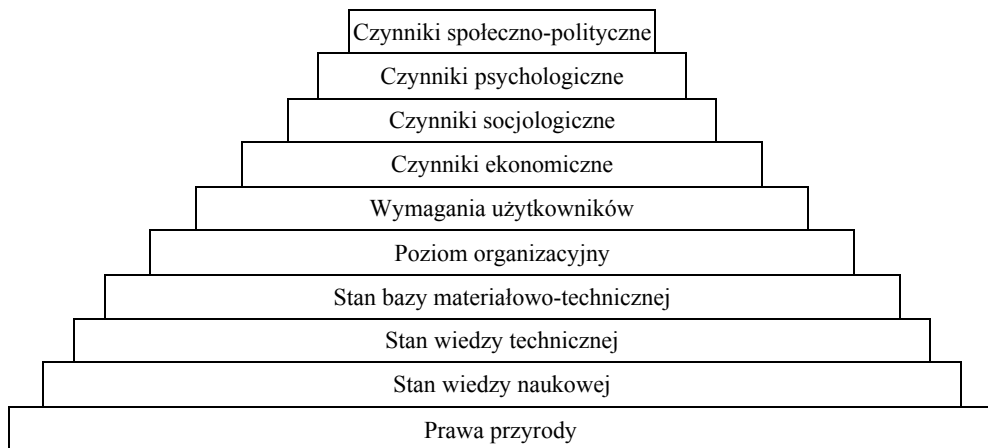 Czynniki społeczno-polityczne
Czynniki psychologiczne
Czynniki socjologiczne
Czynniki ekonomiczne
Wymagania użytkowników
Poziom organizacyjny
Stan bazy materiałowo-technicznej
Stan wiedzy technicznej
Stan wiedzy naukowej
Prawa przyrody